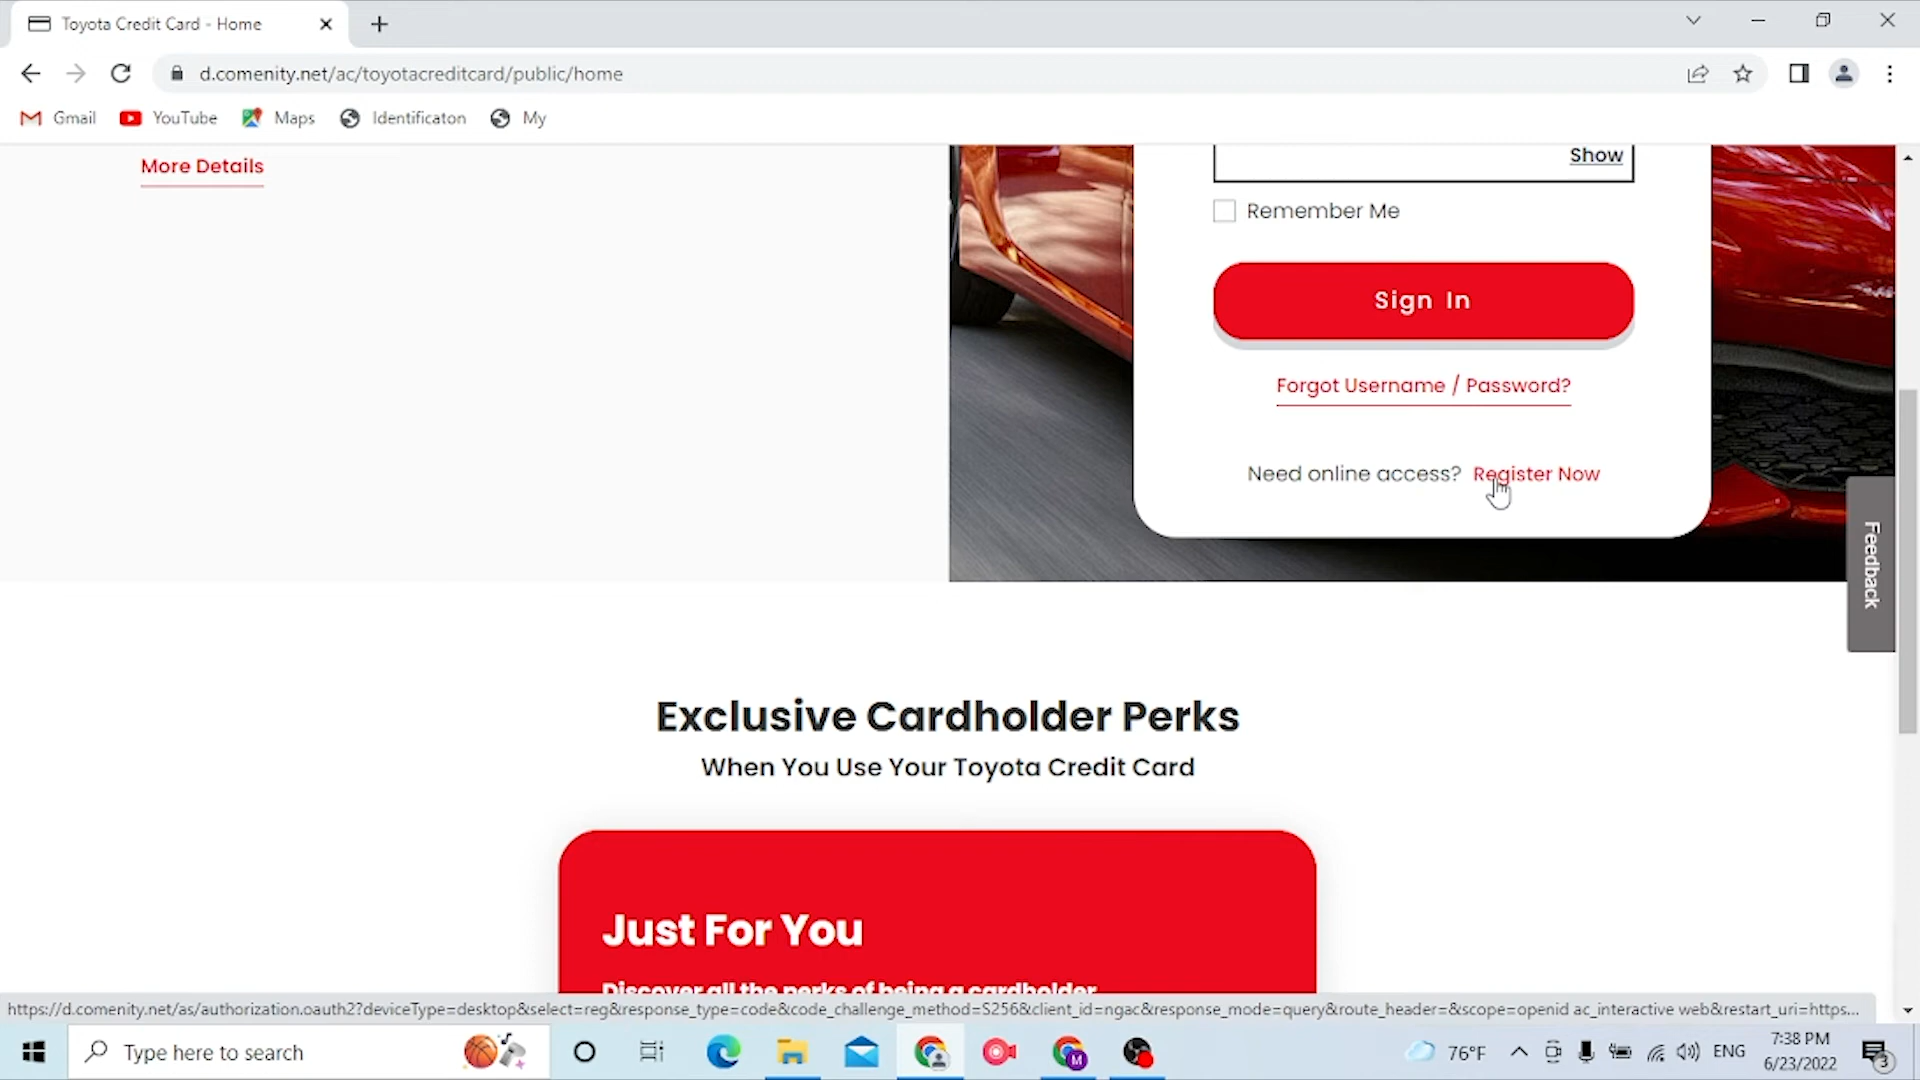 Toyota Credit Card - Home
d.comenity.net/ac/toyotacreditcard/public/home
Gmail YouTube Maps Identificaton My
More Details
Show
Remember Me
Sign In
Forgot Username / Password?
Need online access? Register Now
Feedback
Exclusive Cardholder Perks
When You Use Your Toyota Credit Card
Just For You
Discover all the perks of being a cardholder
https://d.comenity.net/as/authorization.oauth2?deviceType=desktop&select=reg&response_type=code&code_challenge_method=S256&client_id=ngac&response_mode=query&route_header=&scope=openid ac_interactive web&restart_uri=https...
Type here to search
M
76°F
ENG
7:38 PM
6/23/2022
3